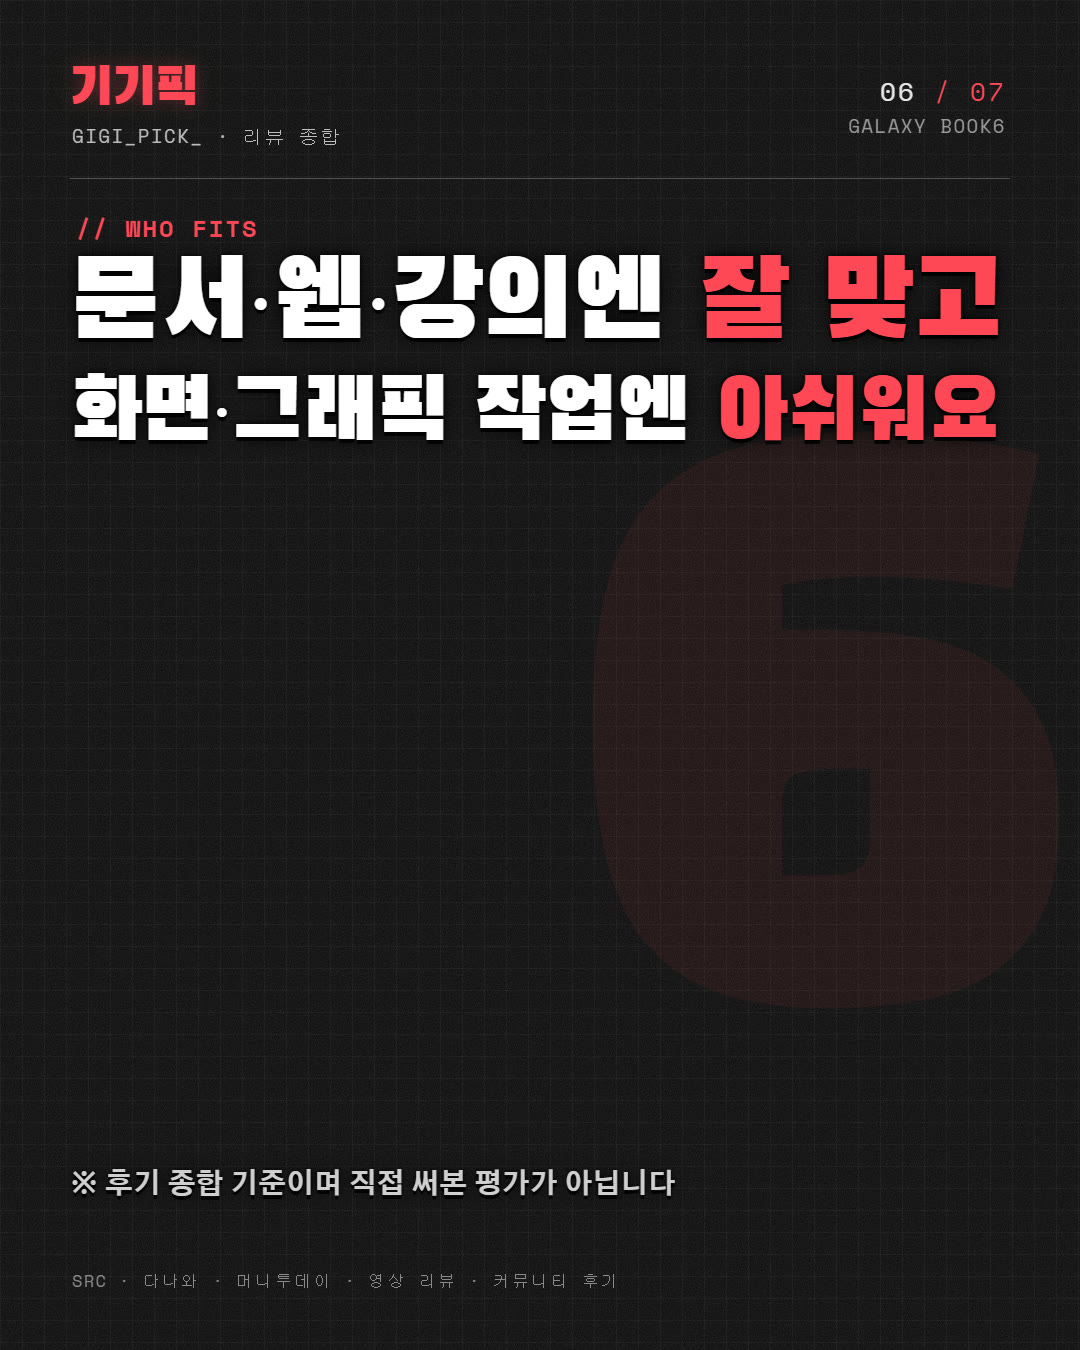 기기픽
GIGI_PICK_ · 리뷰 종합
06 / 07
GALAXY BOOK6
// WHO FITS
문서·웹·강의엔 잘 맞고
화면·그래픽 작업엔 아쉬워요
6
※ 후기 종합 기준이며 직접 써본 평가가 아닙니다
SRC · 다나와 · 머니투데이 · 영상 리뷰 · 커뮤니티 후기